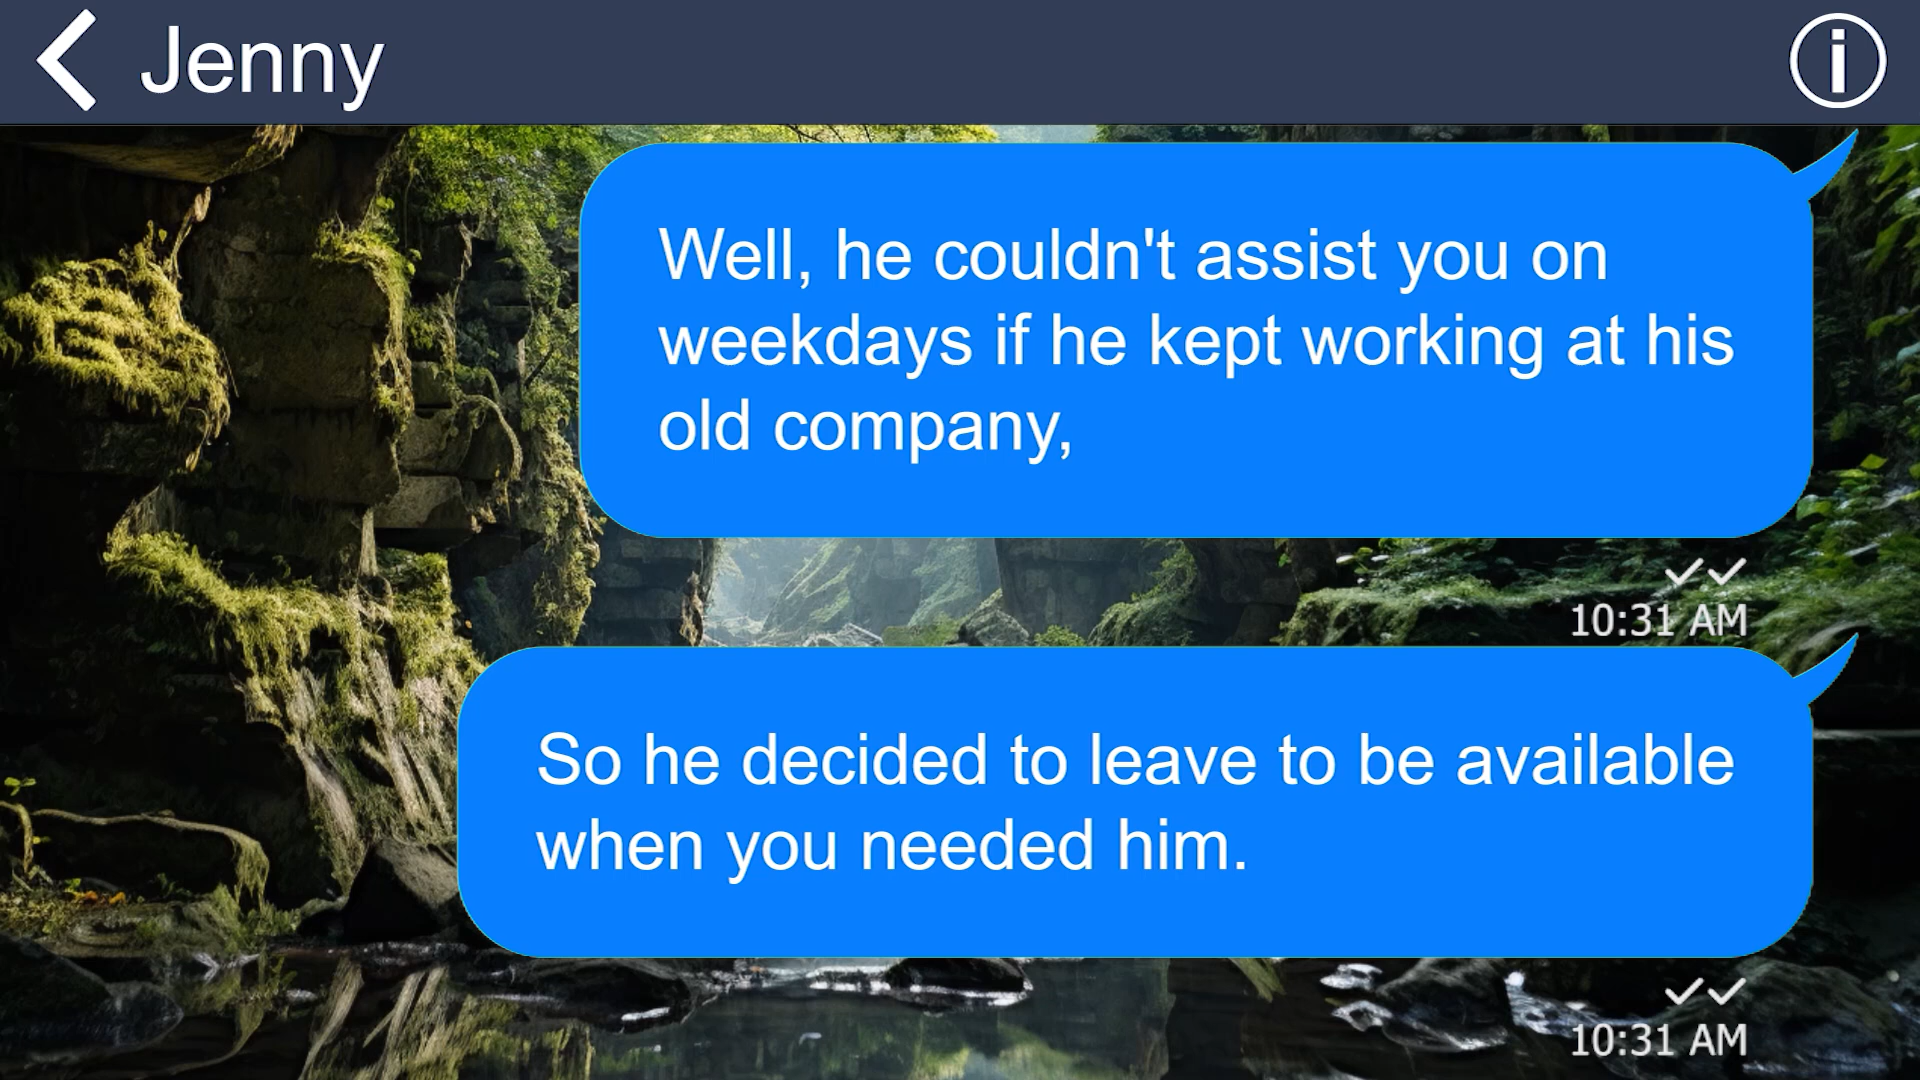 Jenny
Well, he couldn't assist you on
weekdays if he kept working at his
old company,
10:31 AM
So he decided to leave to be available
when you needed him.
10:31 AM